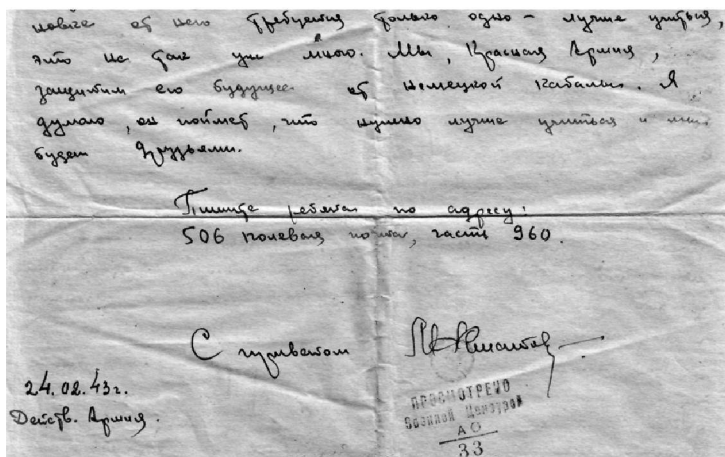 от него требуется только одно – лучше учиться,
это не так уж много. Мы, Красная Армия,
защитим его будущее от немецкой кабалы. Я
думаю, он поймет, что нужно лучше учиться и мы
будем друзьями.
Пишите ребята по адресу:
506 полевая почта, часть 960.
С приветом
24.02.43г.
Действ. Армия.
ПРОСМОТРЕНО
Военной Цензурой
АО
33